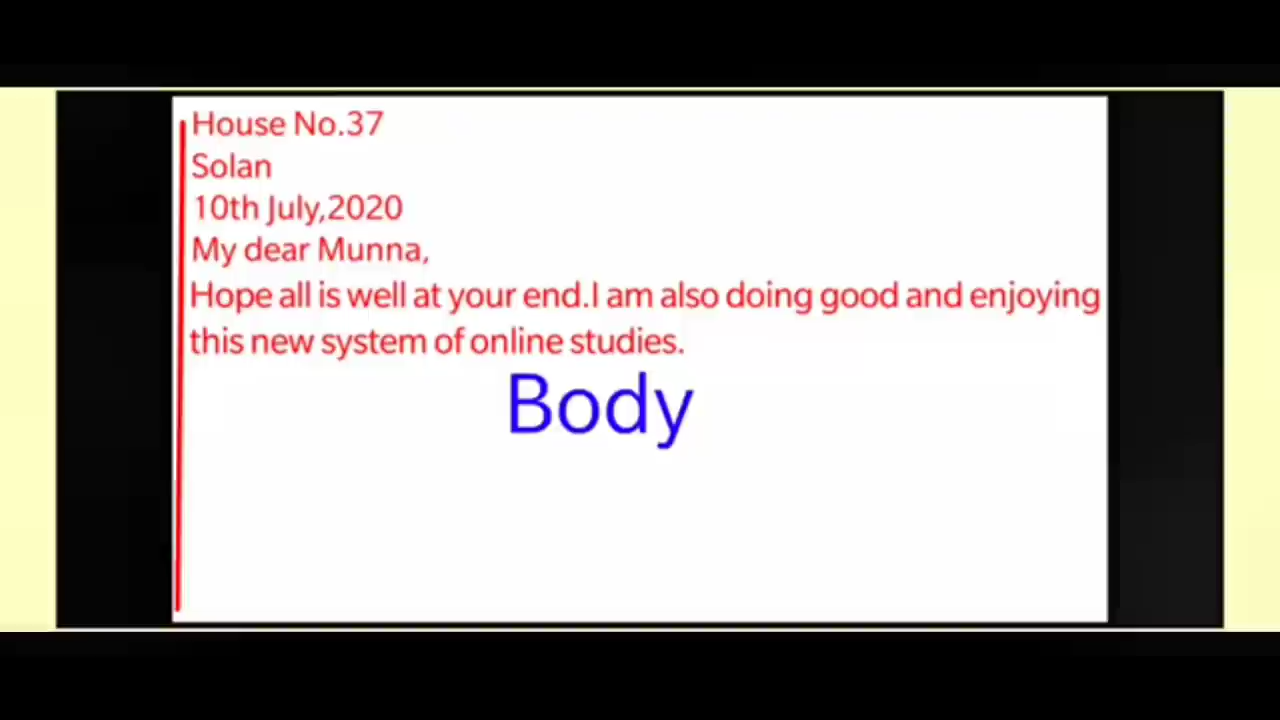 House No.37
Solan
10th July,2020
My dear Munna,
Hope all is well at your end.I am also doing good and enjoying
this new system of online studies.
Body